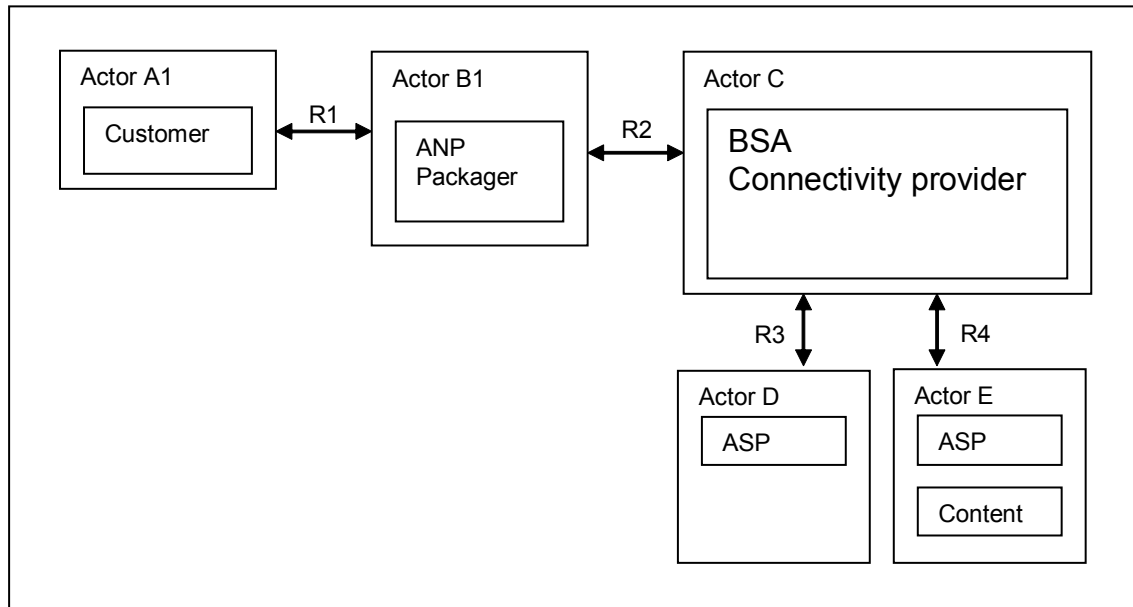 Actor A1
Customer
R1
Actor B1
ANP
Packager
R2
Actor C
BSA
Connectivity provider
R3
R4
Actor D
ASP
Actor E
ASP
Content